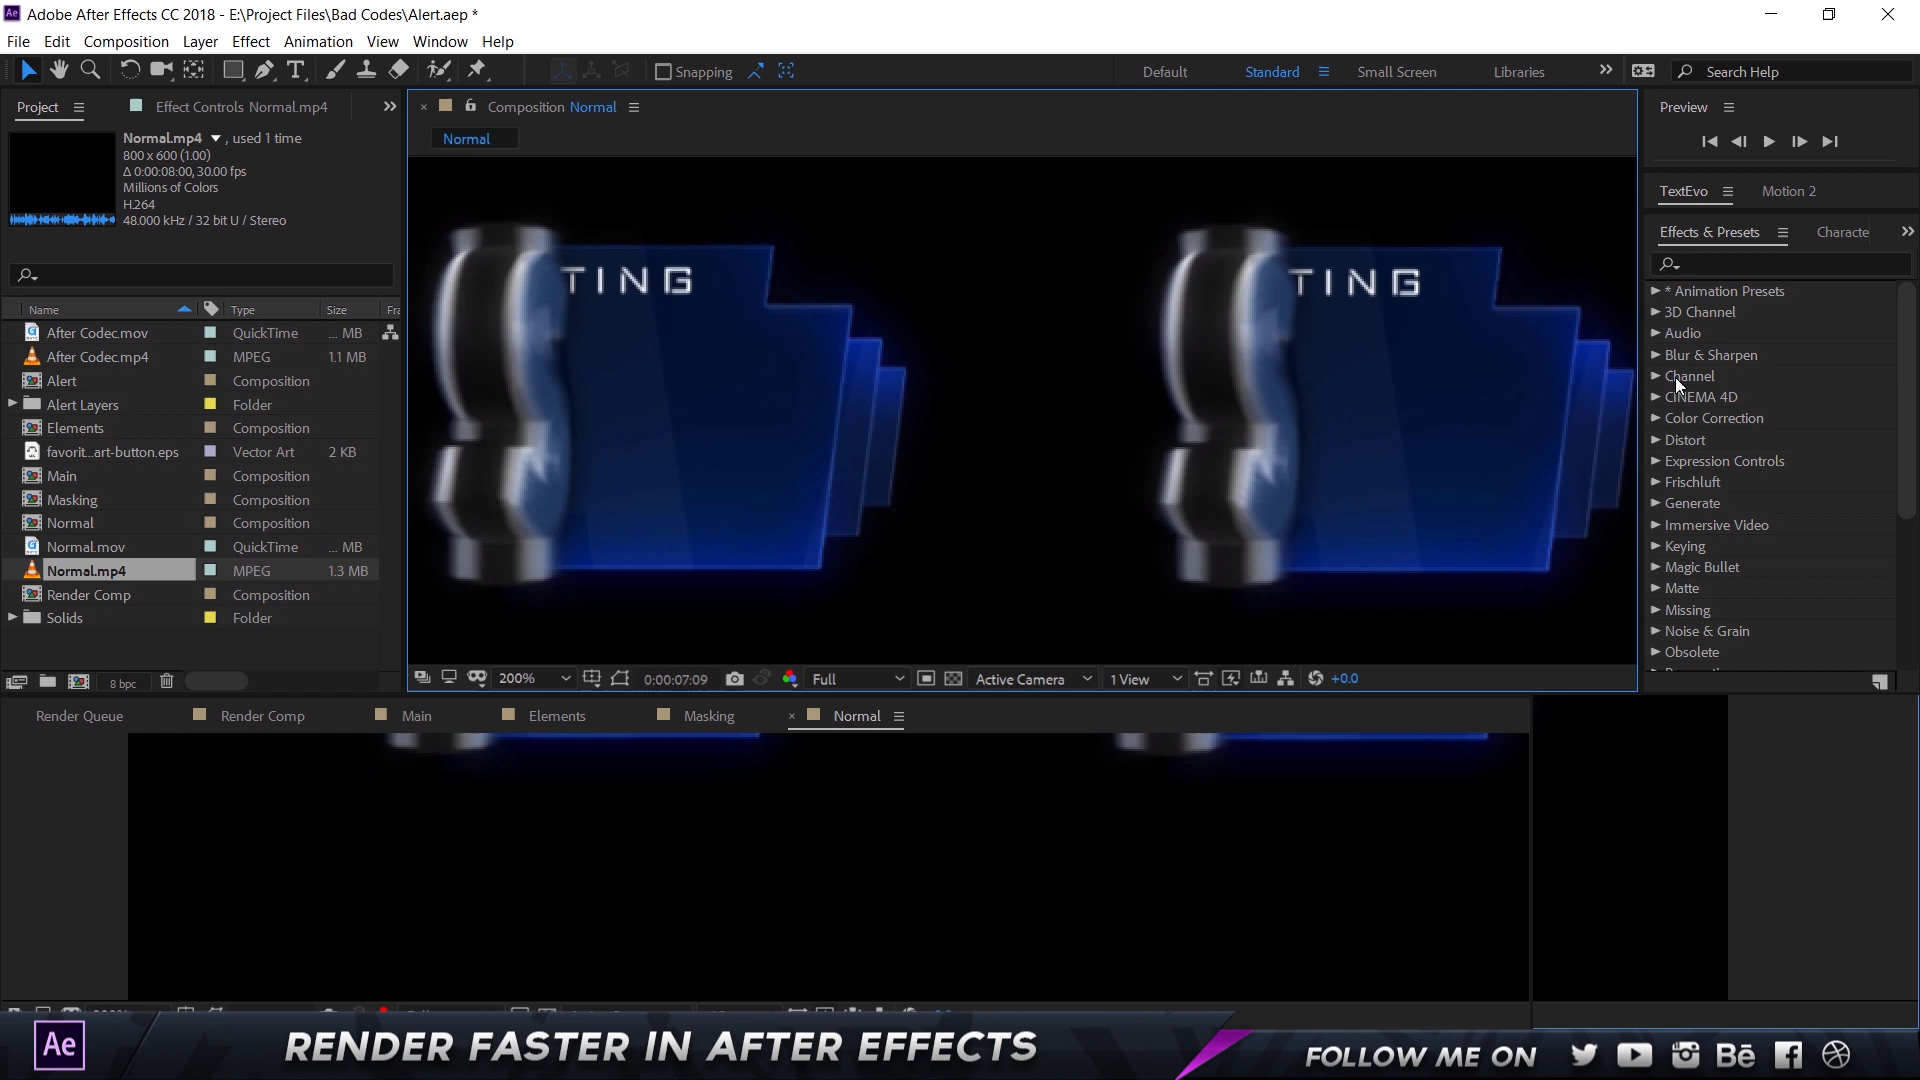 Ae Adobe After Effects CC 2018 - E:\Project Files\Bad Codes\Alert.aep *
File Edit Composition Layer Effect Animation View Window Help
T Snapping Default Standard Small Screen Libraries Search Help
Project Effect Controls Normal.mp4
Normal.mp4 , used 1 time
800 x 600 (1.00)
Δ 0:00:08:00, 30.00 fps
Millions of Colors
H.264
48.000 kHz / 32 bit U / Stereo
Name Type Size Fra
After Codec.mov QuickTime ... MB
After Codec.mp4 MPEG 1.1 MB
Alert Composition
Alert Layers Folder
Elements Composition
favorit...art-button.eps Vector Art 2 KB
Main Composition
Masking Composition
Normal Composition
Normal.mov QuickTime ... MB
Normal.mp4 MPEG 1.3 MB
Render Comp Composition
Solids Folder
8 bpc
Composition Normal
Normal
TING TING
200% 0:00:07:09 Full Active Camera 1 View +0.0
Preview
TextEvo Motion 2
Effects & Presets Characte
* Animation Presets
3D Channel
Audio
Blur & Sharpen
Channel
CINEMA 4D
Color Correction
Distort
Expression Controls
Frischluft
Generate
Immersive Video
Keying
Magic Bullet
Matte
Missing
Noise & Grain
Obsolete
Render Queue Render Comp Main Elements Masking Normal
Ae RENDER FASTER IN AFTER EFFECTS FOLLOW ME ON Bē